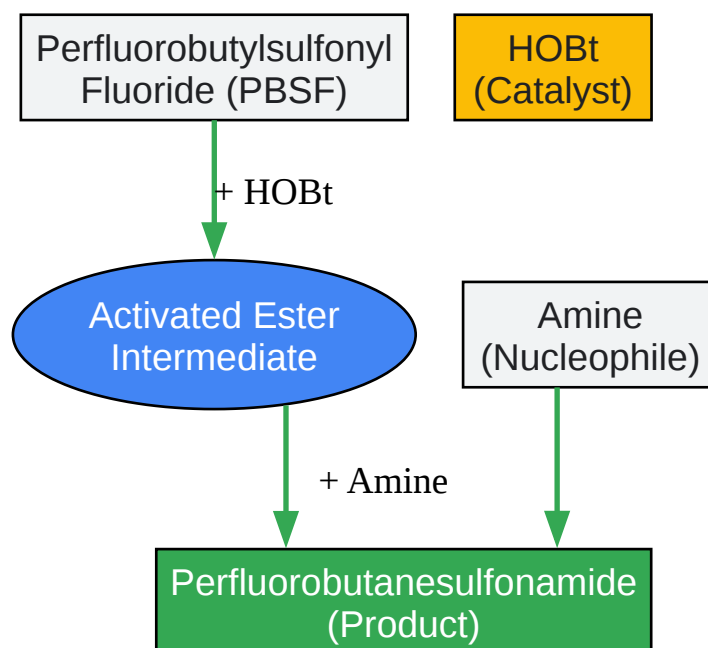 Perfluorobutylsulfonyl
Fluoride (PBSF)
HOBt
(Catalyst)
+ HOBt
Activated Ester
Intermediate
Amine
(Nucleophile)
+ Amine
Perfluorobutanesulfonamide
(Product)